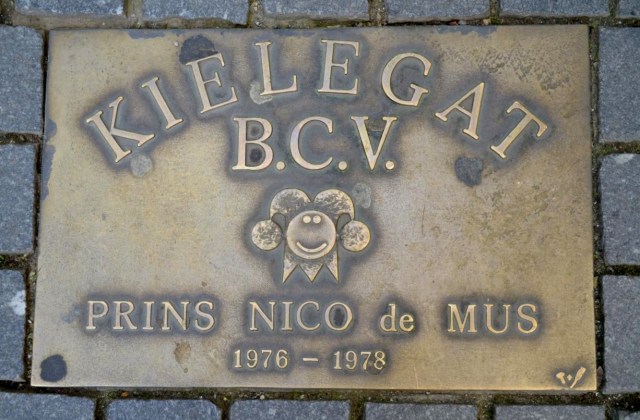 KIELEGAT
B.C.V.
PRINS NICO de MUS
1976 – 1978